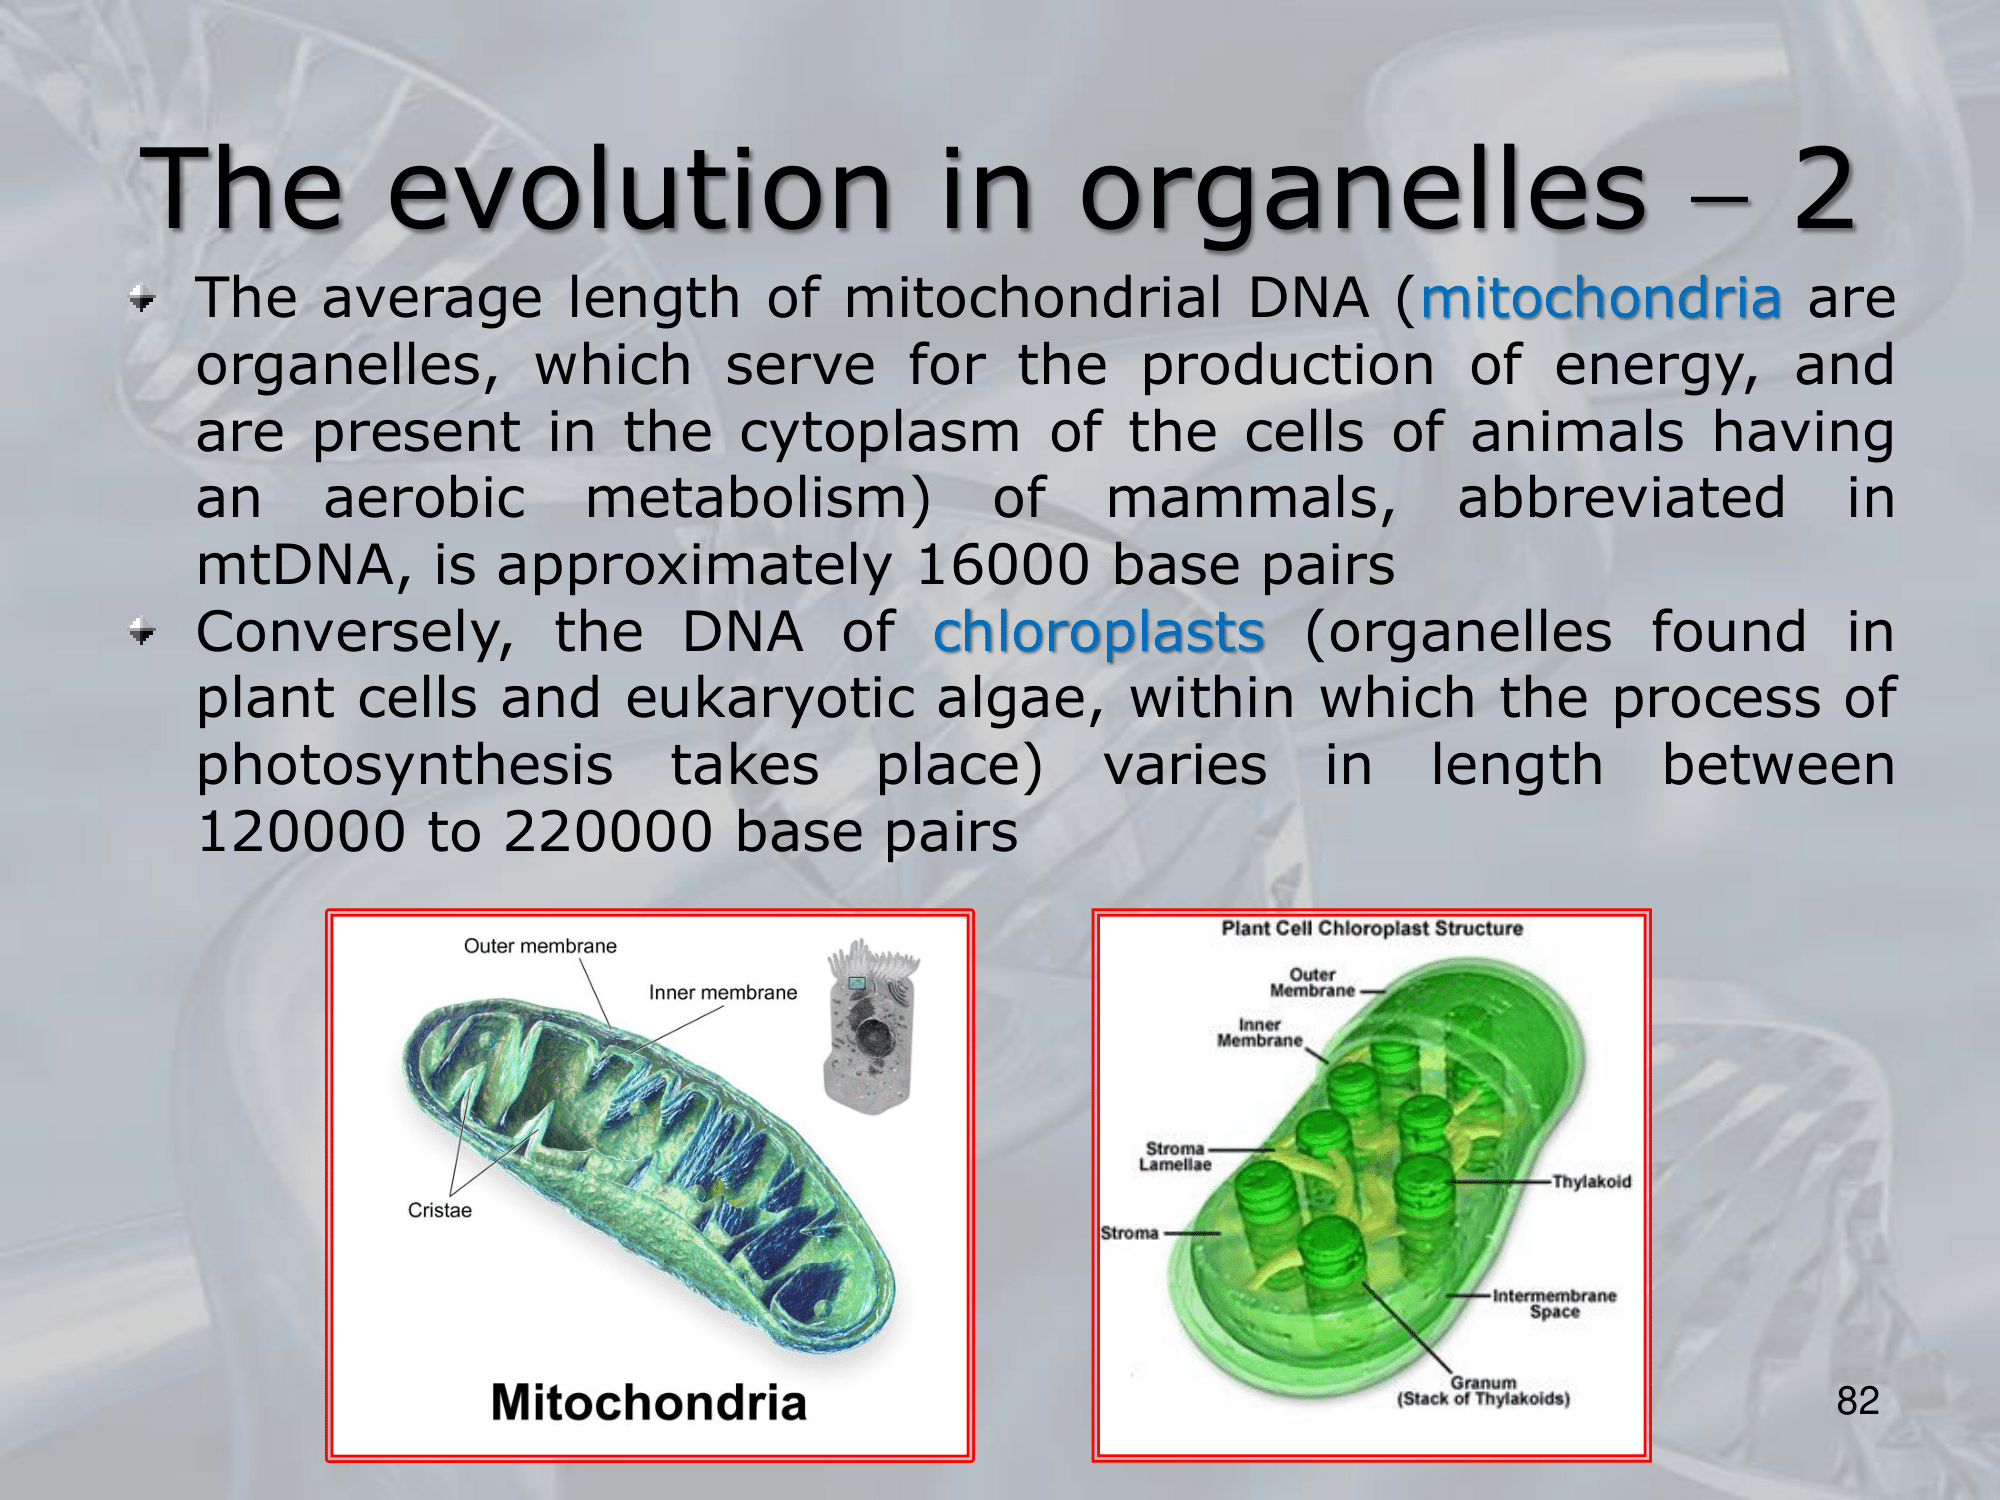 The evolution in organelles – 2
The average length of mitochondrial DNA (mitochondria are
organelles, which serve for the production of energy, and
are present in the cytoplasm of the cells of animals having
an aerobic metabolism) of mammals, abbreviated in
mtDNA, is approximately 16000 base pairs
Conversely, the DNA of chloroplasts (organelles found in
plant cells and eukaryotic algae, within which the process of
photosynthesis takes place) varies in length between
120000 to 220000 base pairs
Outer membrane
Inner membrane
Cristae
Mitochondria
Plant Cell Chloroplast Structure
Outer
Membrane
Inner
Membrane
Stroma
Lamellae
Thylakoid
Stroma
Intermembrane
Space
Granum
(Stack of Thylakoids)
82